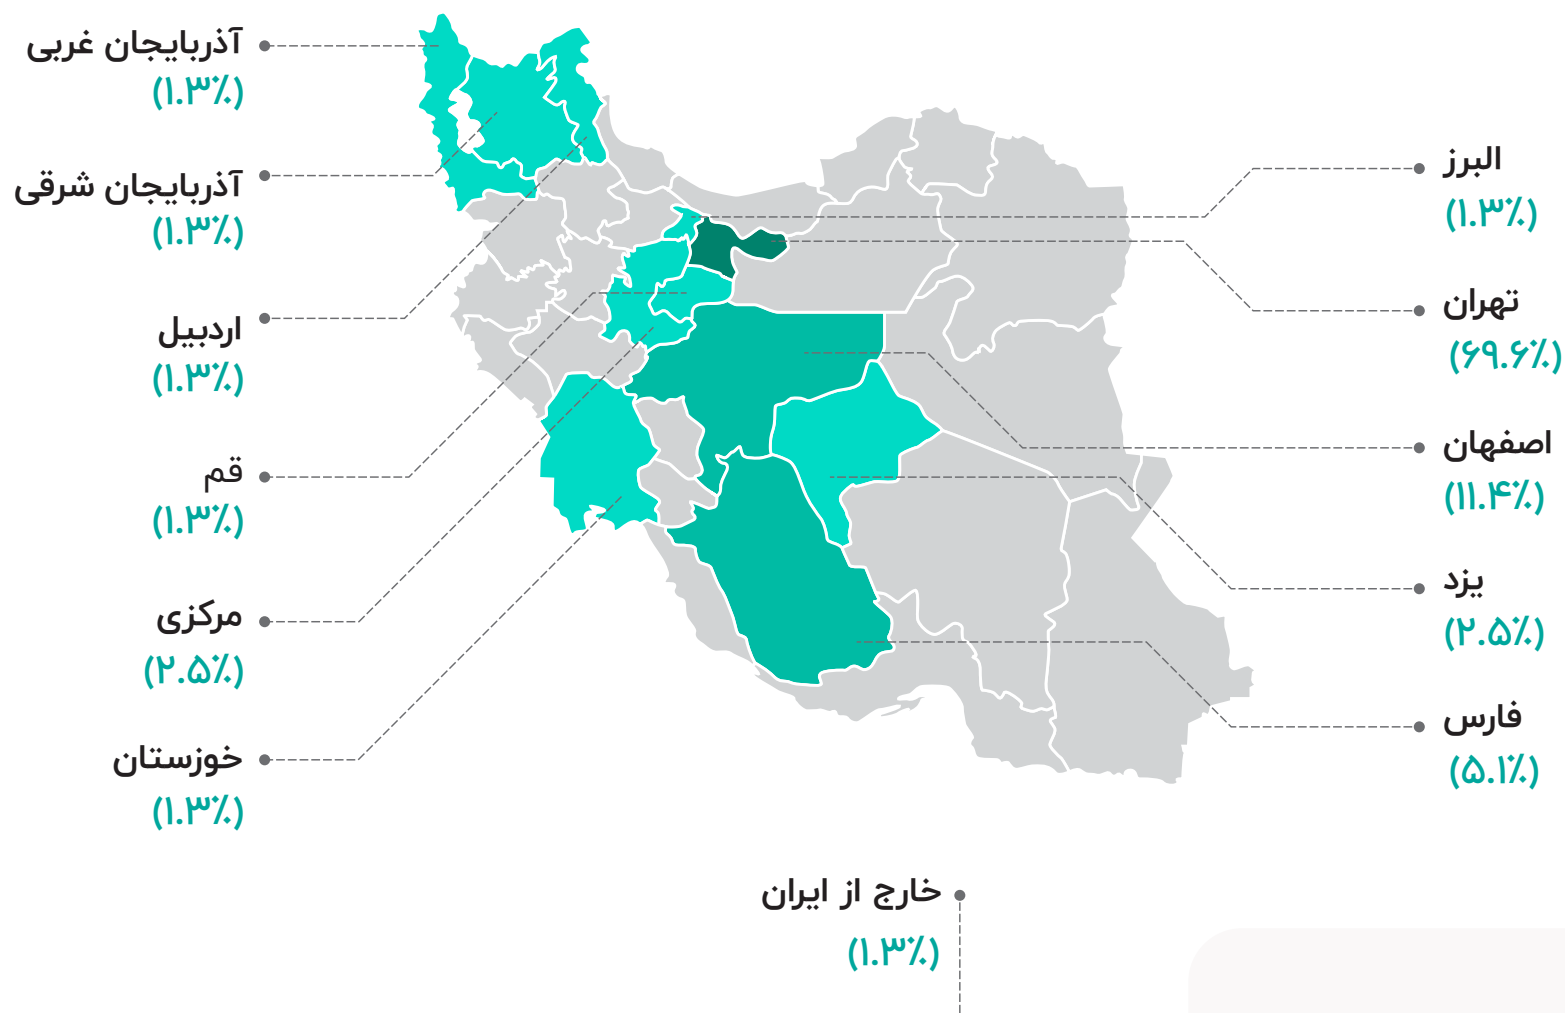 آذربایجان غربی
(۱.۳٪)
آذربایجان شرقی
(۱.۳٪)
اردبیل
(۱.۳٪)
قم
(۱.۳٪)
مرکزی
(۲.۵٪)
خوزستان
(۱.۳٪)
البرز
(۱.۳٪)
تهران
(۶۹.۶٪)
اصفهان
(۱۱.۴٪)
یزد
(۲.۵٪)
فارس
(۵.۱٪)
خارج از ایران
(۱.۳٪)